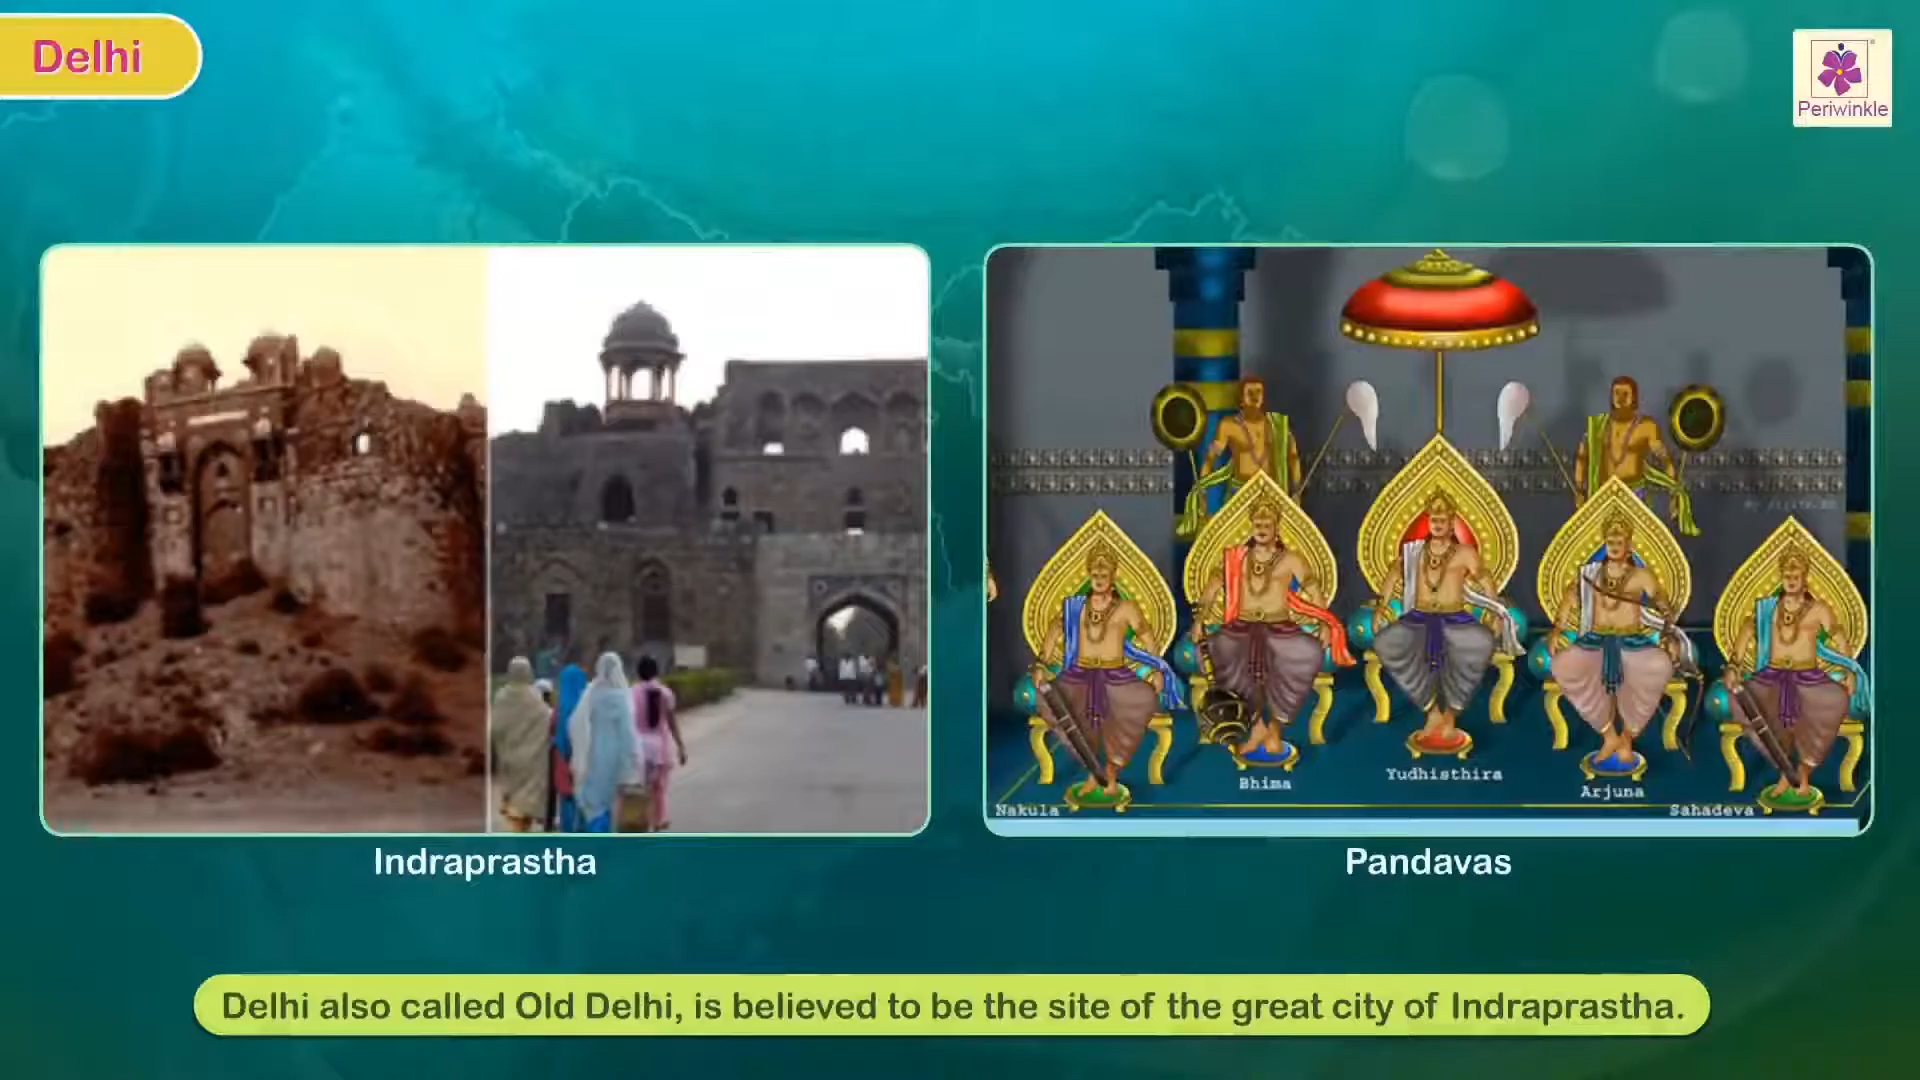 Delhi
Periwinkle
Bhima
Yudhisthira
Arjuna
Nakula
Sahadeva
Indraprastha
Pandavas
Delhi also called Old Delhi, is believed to be the site of the great city of Indraprastha.